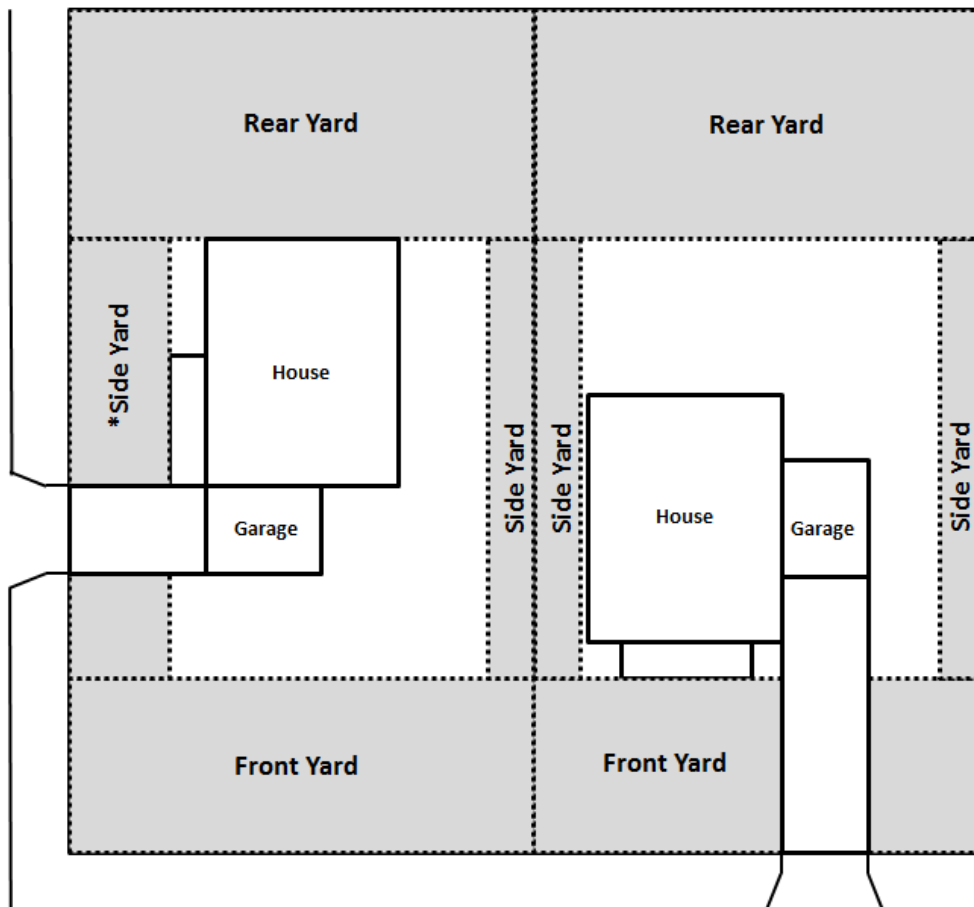 Rear Yard
Rear Yard
*Side Yard
House
Side Yard
Side Yard
House
Garage
Side Yard
Garage
Front Yard
Front Yard